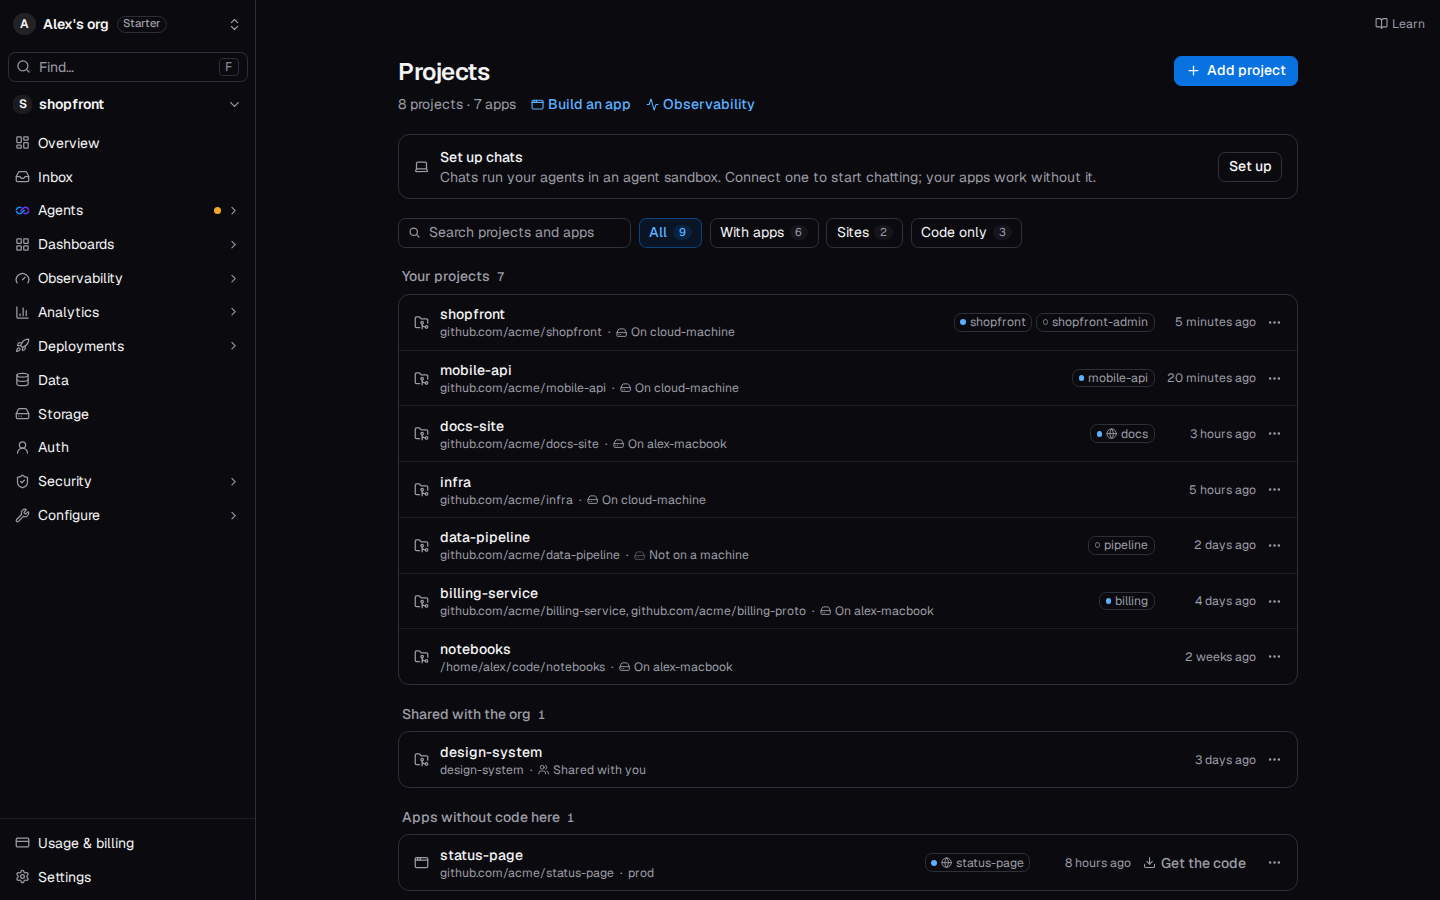 A Alex's org Starter
Learn
Find... F
S shopfront
Overview
Inbox
Agents
Dashboards
Observability
Analytics
Deployments
Data
Storage
Auth
Security
Configure
Usage & billing
Settings
Projects
Add project
8 projects · 7 apps Build an app Observability
Set up chats
Chats run your agents in an agent sandbox. Connect one to start chatting; your apps work without it.
Set up
Search projects and apps All 9 With apps 6 Sites 2 Code only 3
Your projects 7
shopfront
github.com/acme/shopfront · On cloud-machine
shopfront shopfront-admin 5 minutes ago
mobile-api
github.com/acme/mobile-api · On cloud-machine
mobile-api 20 minutes ago
docs-site
github.com/acme/docs-site · On alex-macbook
docs 3 hours ago
infra
github.com/acme/infra · On cloud-machine
5 hours ago
data-pipeline
github.com/acme/data-pipeline · Not on a machine
pipeline 2 days ago
billing-service
github.com/acme/billing-service, github.com/acme/billing-proto · On alex-macbook
billing 4 days ago
notebooks
/home/alex/code/notebooks · On alex-macbook
2 weeks ago
Shared with the org 1
design-system
design-system · Shared with you
3 days ago
Apps without code here 1
status-page
github.com/acme/status-page · prod
status-page 8 hours ago Get the code